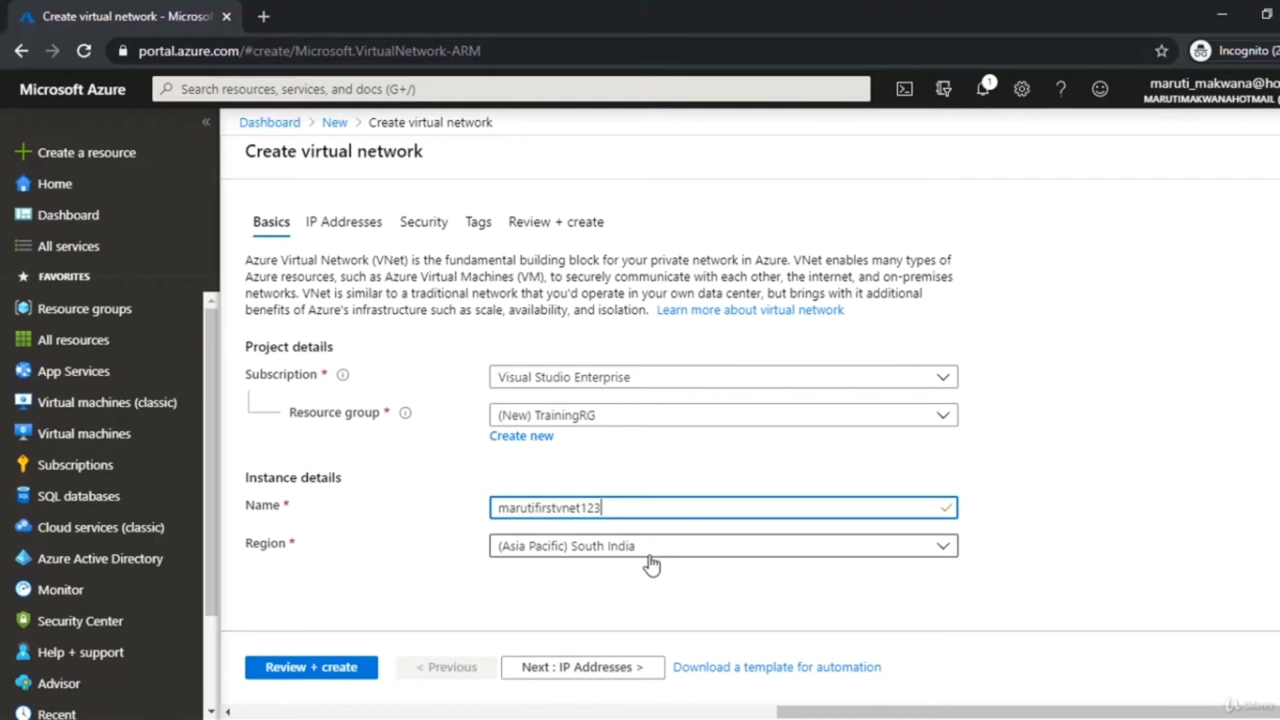 Create virtual network - Microsof
portal.azure.com/#create/Microsoft.VirtualNetwork-ARM
Incognito (2
Microsoft Azure
Search resources, services, and docs (G+/)
1
maruti_makwana@ho
MARUTIMAKWANAHOTMAIL (
Create a resource
Home
Dashboard
All services
FAVORITES
Resource groups
All resources
App Services
Virtual machines (classic)
Virtual machines
Subscriptions
SQL databases
Cloud services (classic)
Azure Active Directory
Monitor
Security Center
Help + support
Advisor
Recent
Dashboard > New > Create virtual network
Create virtual network
Basics IP Addresses Security Tags Review + create
Azure Virtual Network (VNet) is the fundamental building block for your private network in Azure. VNet enables many types of
Azure resources, such as Azure Virtual Machines (VM), to securely communicate with each other, the internet, and on-premises
networks. VNet is similar to a traditional network that you'd operate in your own data center, but brings with it additional
benefits of Azure's infrastructure such as scale, availability, and isolation. Learn more about virtual network
Project details
Subscription *
Visual Studio Enterprise
Resource group *
(New) TrainingRG
Create new
Instance details
Name *
marutifirstvnet123
Region *
(Asia Pacific) South India
Review + create
< Previous
Next : IP Addresses >
Download a template for automation
Udemy